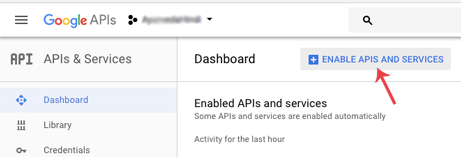 Google APIs
API APIs & Services
Dashboard
ENABLE APIS AND SERVICES
Dashboard
Library
Credentials
Enabled APIs and services
Some APIs and services are enabled automatically
Activity for the last hour